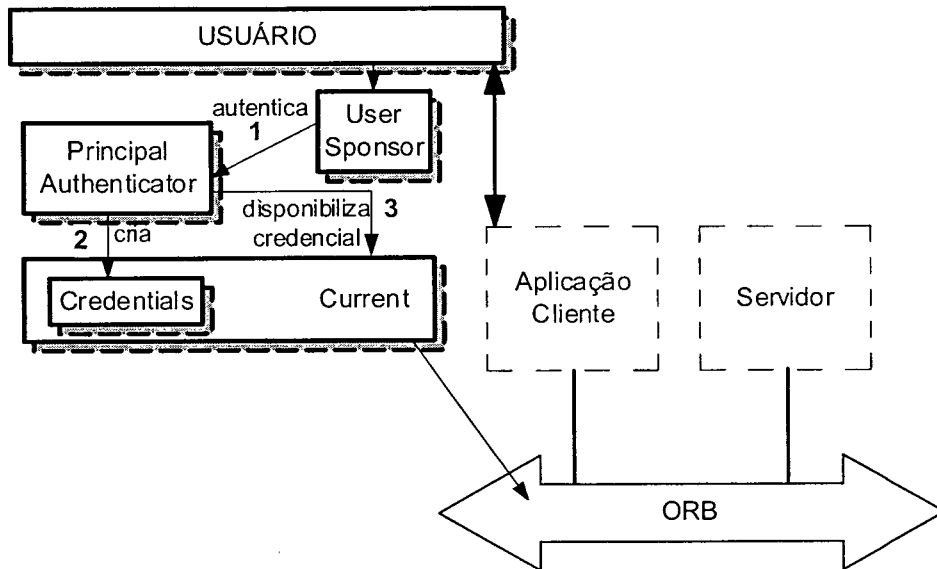 USUÁRIO
autentica
1
User
Sponsor
Principal
Authenticator
disponibiliza
credencial
3
2
cria
Credentials
Current
Aplicação
Cliente
Servidor
ORB